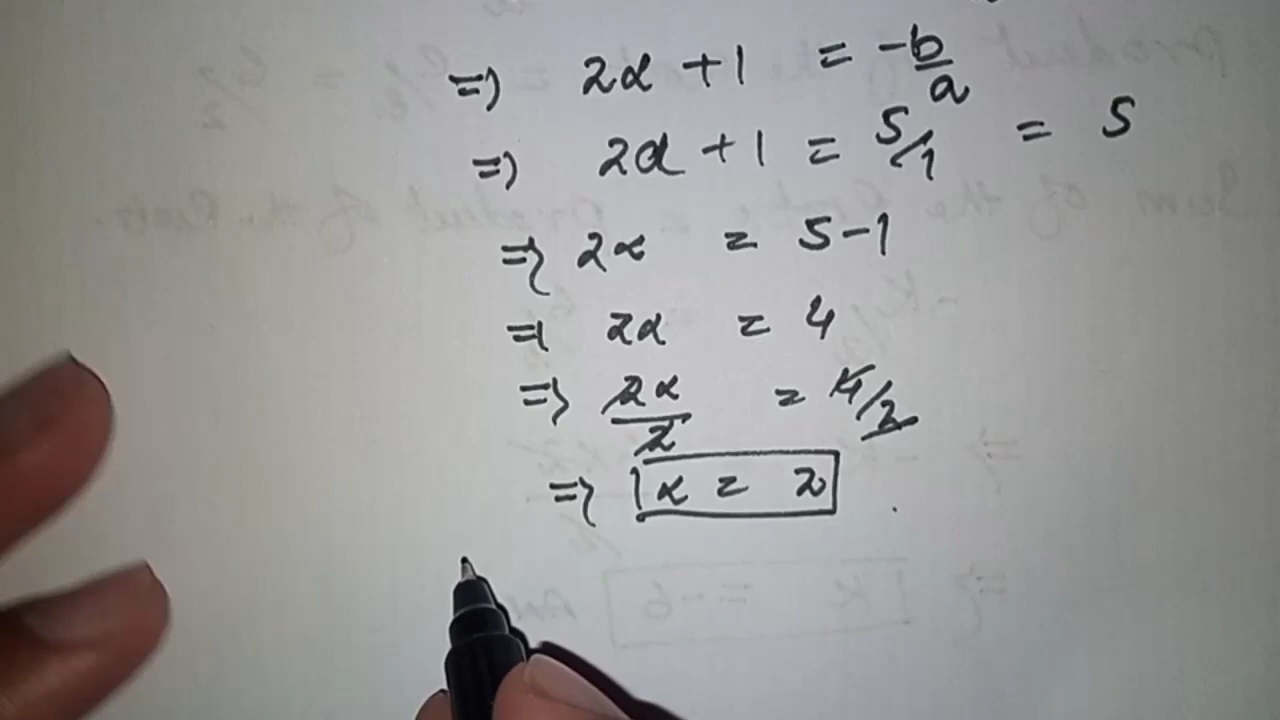 => 2α + 1 = -b/a
=> 2α + 1 = 5/1 = 5
=> 2α = 5 - 1
=> 2α = 4
=> 2α/2 = 4/2
=> α = 2